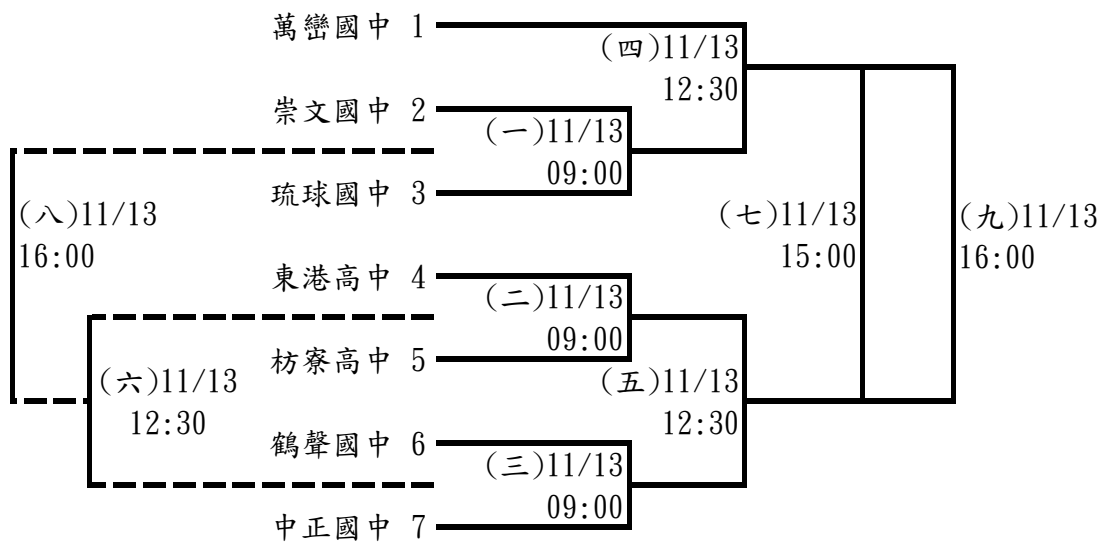 萬巒國中 1
(四)11/13
12:30
崇文國中 2
(一)11/13
09:00
琉球國中 3
(八)11/13
16:00
(七)11/13
15:00
(九)11/13
16:00
東港高中 4
(二)11/13
09:00
枋寮高中 5
(六)11/13
12:30
(五)11/13
12:30
鶴聲國中 6
(三)11/13
09:00
中正國中 7